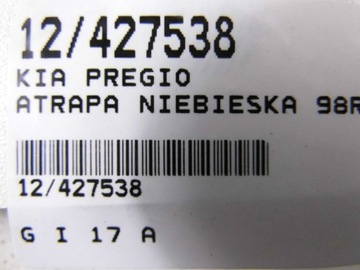 12/427538
KIA PREGIO
ATRAPA NIEBIESKA 98R
12/427538
G I 17 A